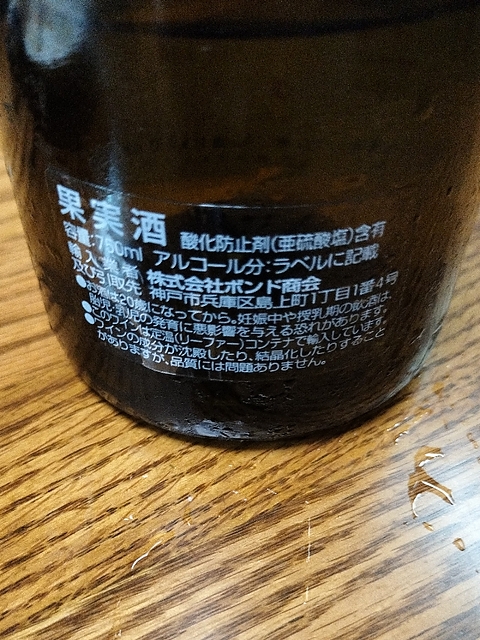 果実酒 酸化防止剤(亜硫酸塩)含有
容量:750ml アルコール分:ラベルに記載
輸入業者 株式会社ボンド商会
及び引取先 神戸市兵庫区島上町1丁目1番4号
●お酒は20歳になってから。妊娠中や授乳期の飲酒は、
胎児・乳児の発育に悪影響を与える恐れがあります。
●このワインは定温(リーファー)コンテナで輸入しています。
●ワインの成分が沈殿したり、結晶化したりすること
がありますが、品質には問題ありません。